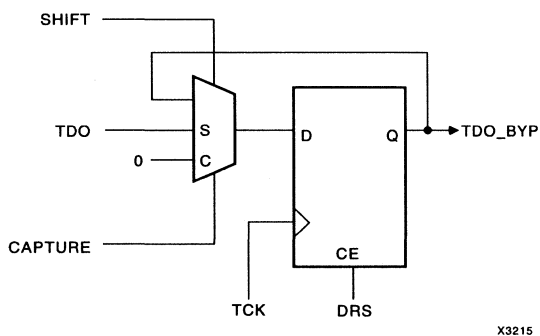 SHIFT
TDO
S
0
C
D
Q
TDO_BYP
CAPTURE
CE
TCK
DRS
X3215